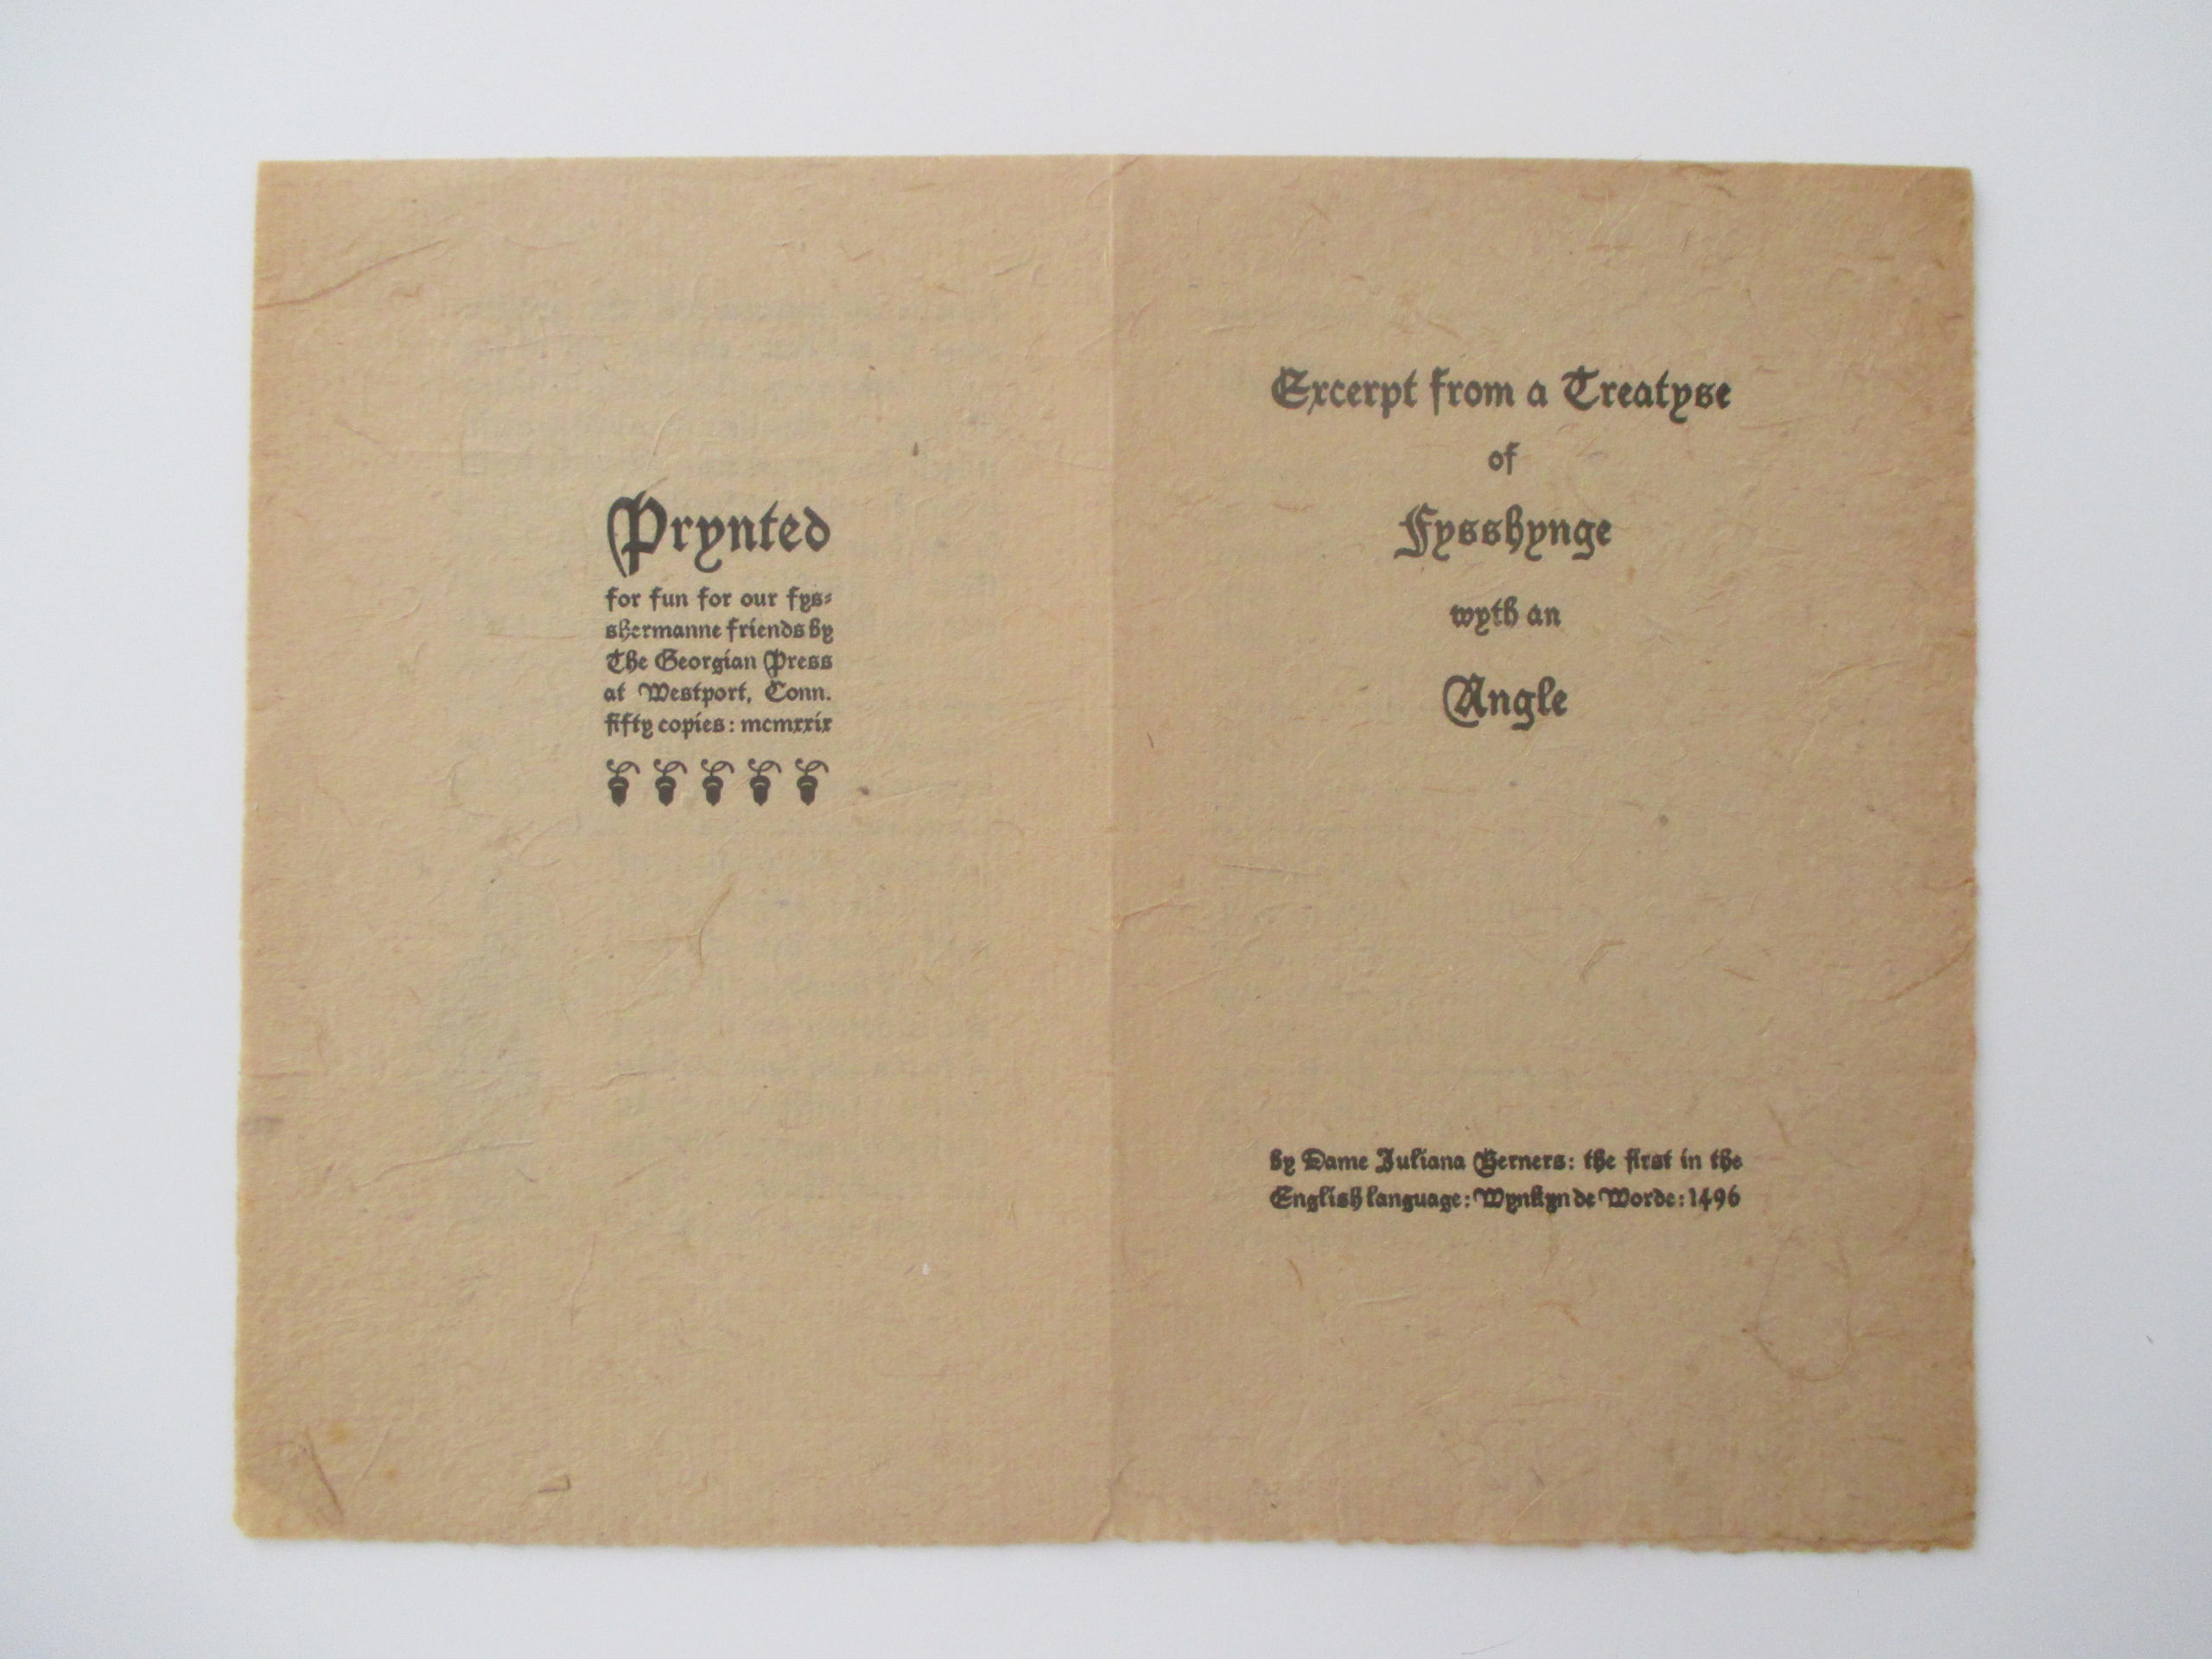 Prynted
for fun for our fys=
shermanne friends by
The Georgian Press
at Westport, Conn.
fifty copies: mcmxxix
Excerpt from a Treatyse
of
Fysshynge
wyth an
Angle
by Dame Juliana Berners: the first in the
English language: Wynkyn de Worde: 1496